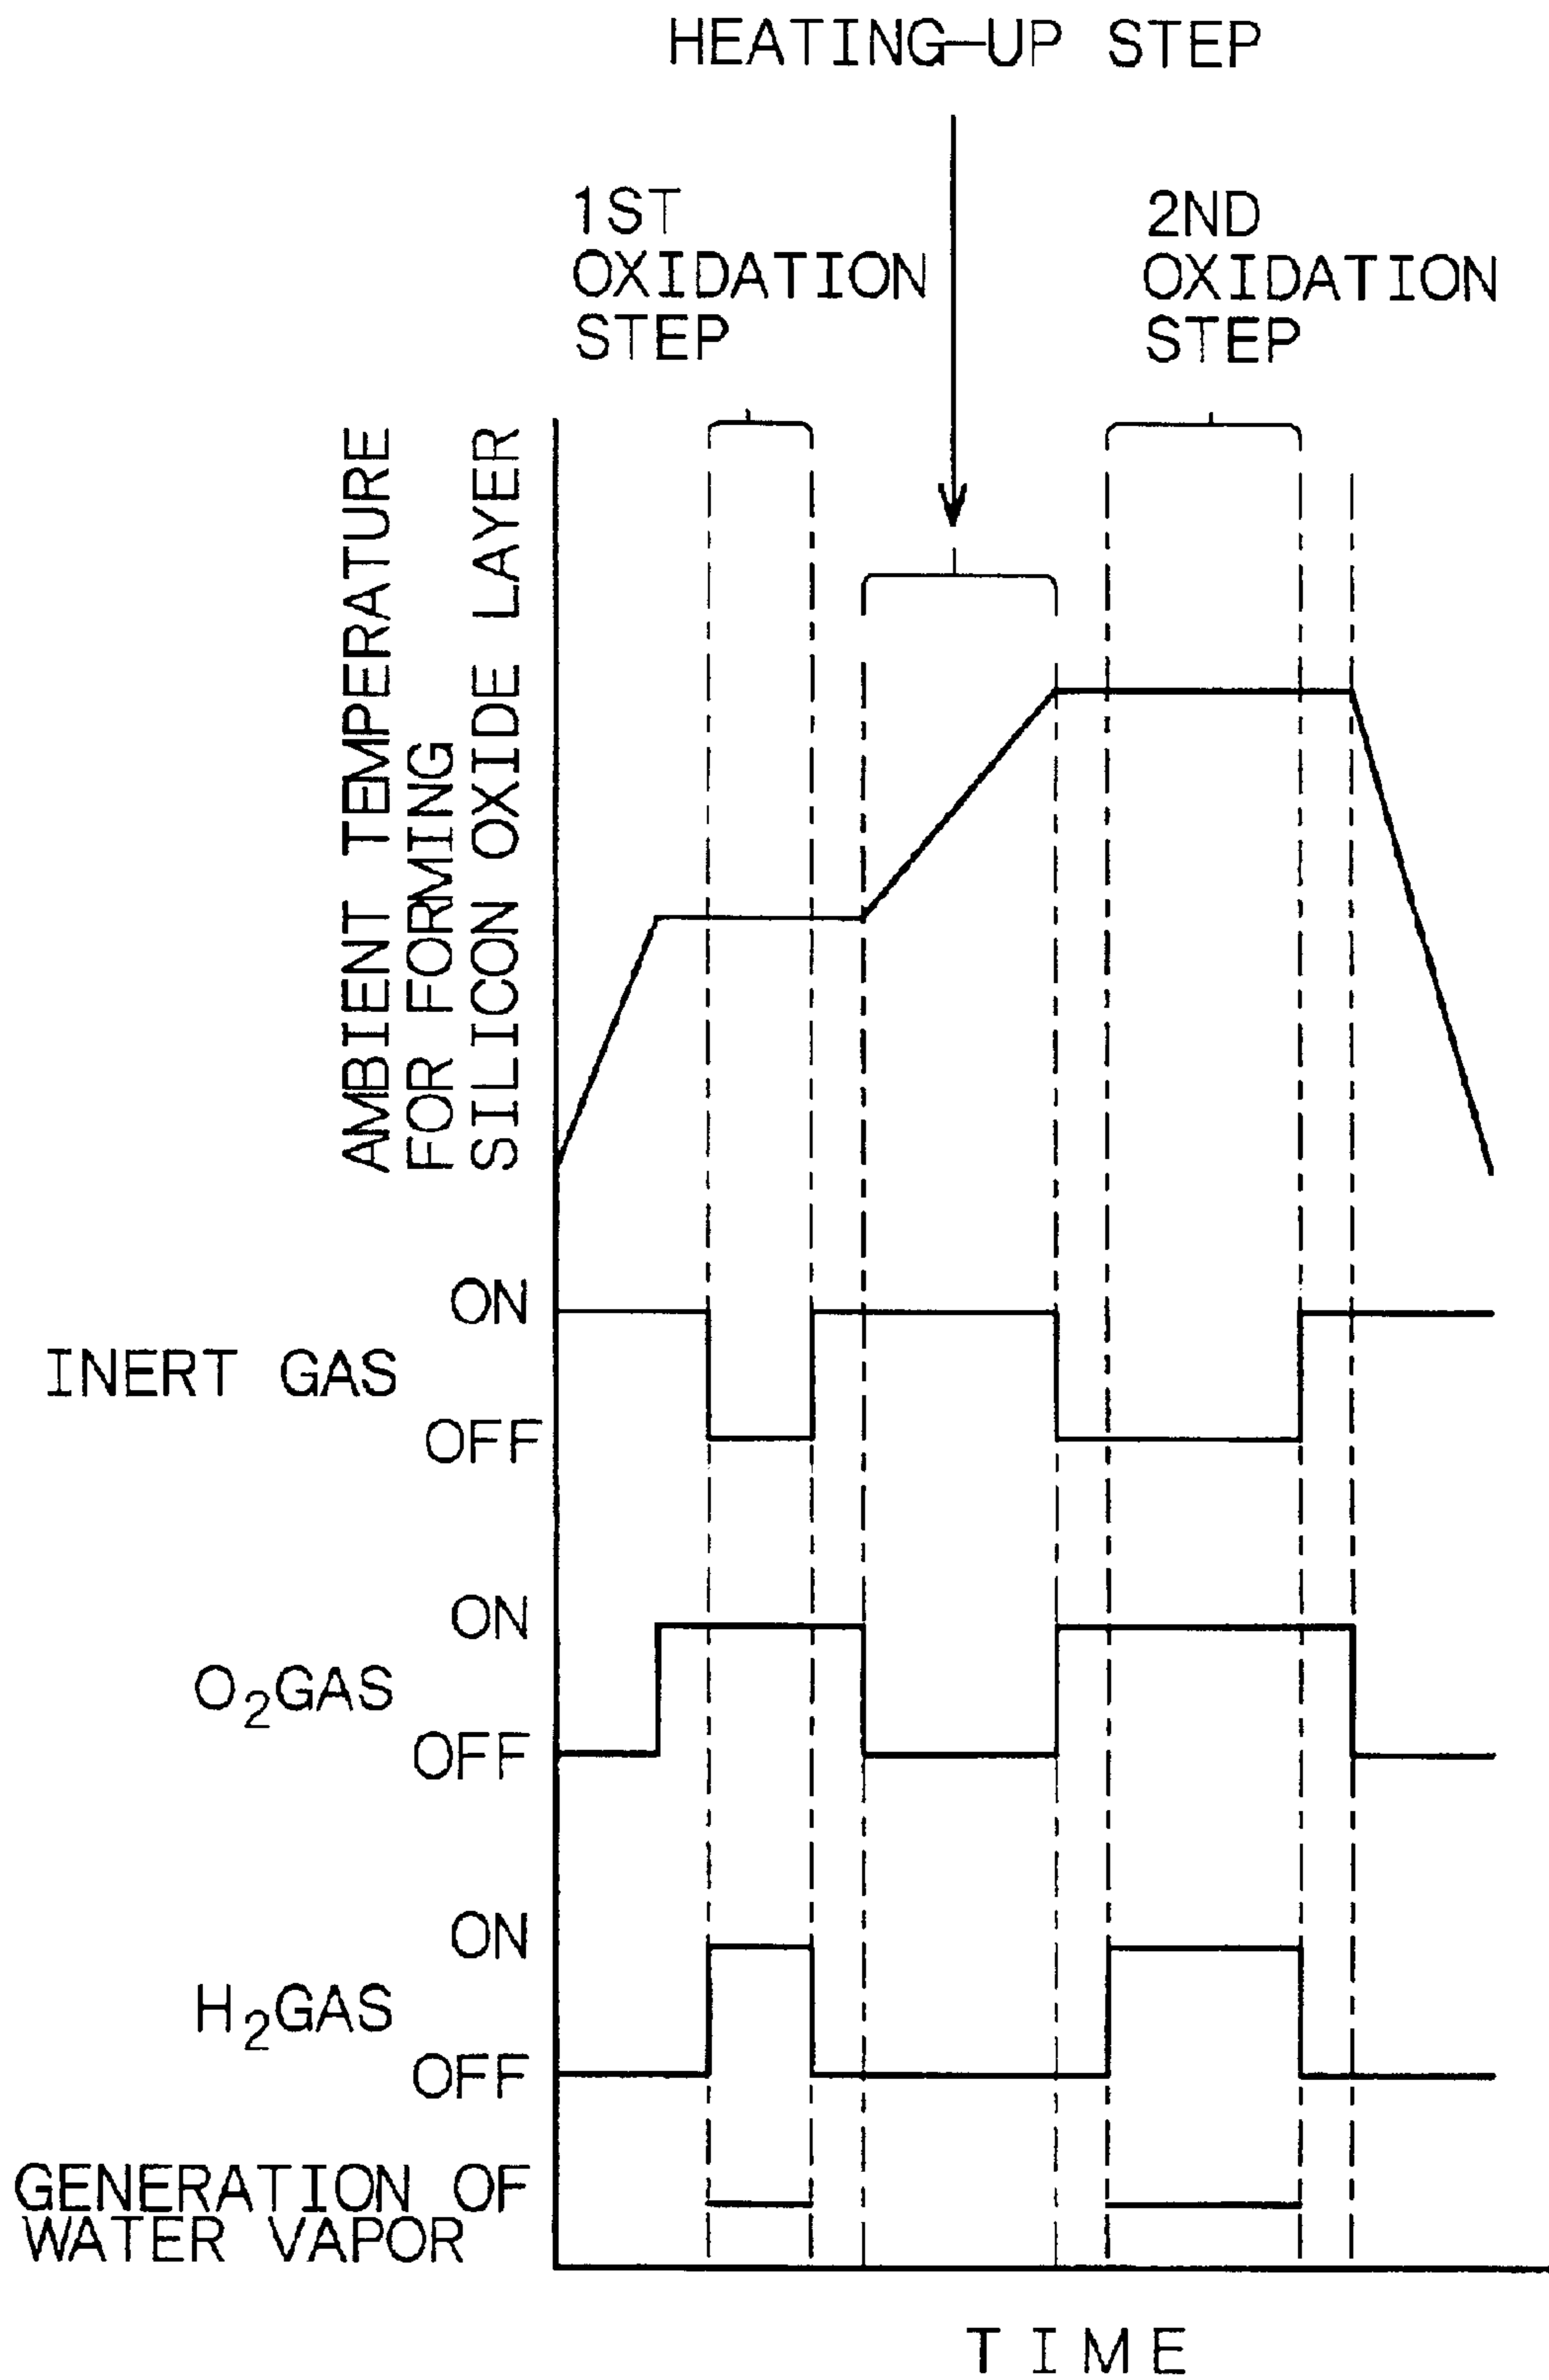 HEATING-UP STEP
1ST
OXIDATION
STEP
2ND
OXIDATION
STEP
AMBIENT TEMPERATURE
FOR FORMING
SILICON OXIDE LAYER
ON
INERT GAS
OFF
ON
O₂GAS
OFF
ON
H₂GAS
OFF
GENERATION OF
WATER VAPOR
TIME